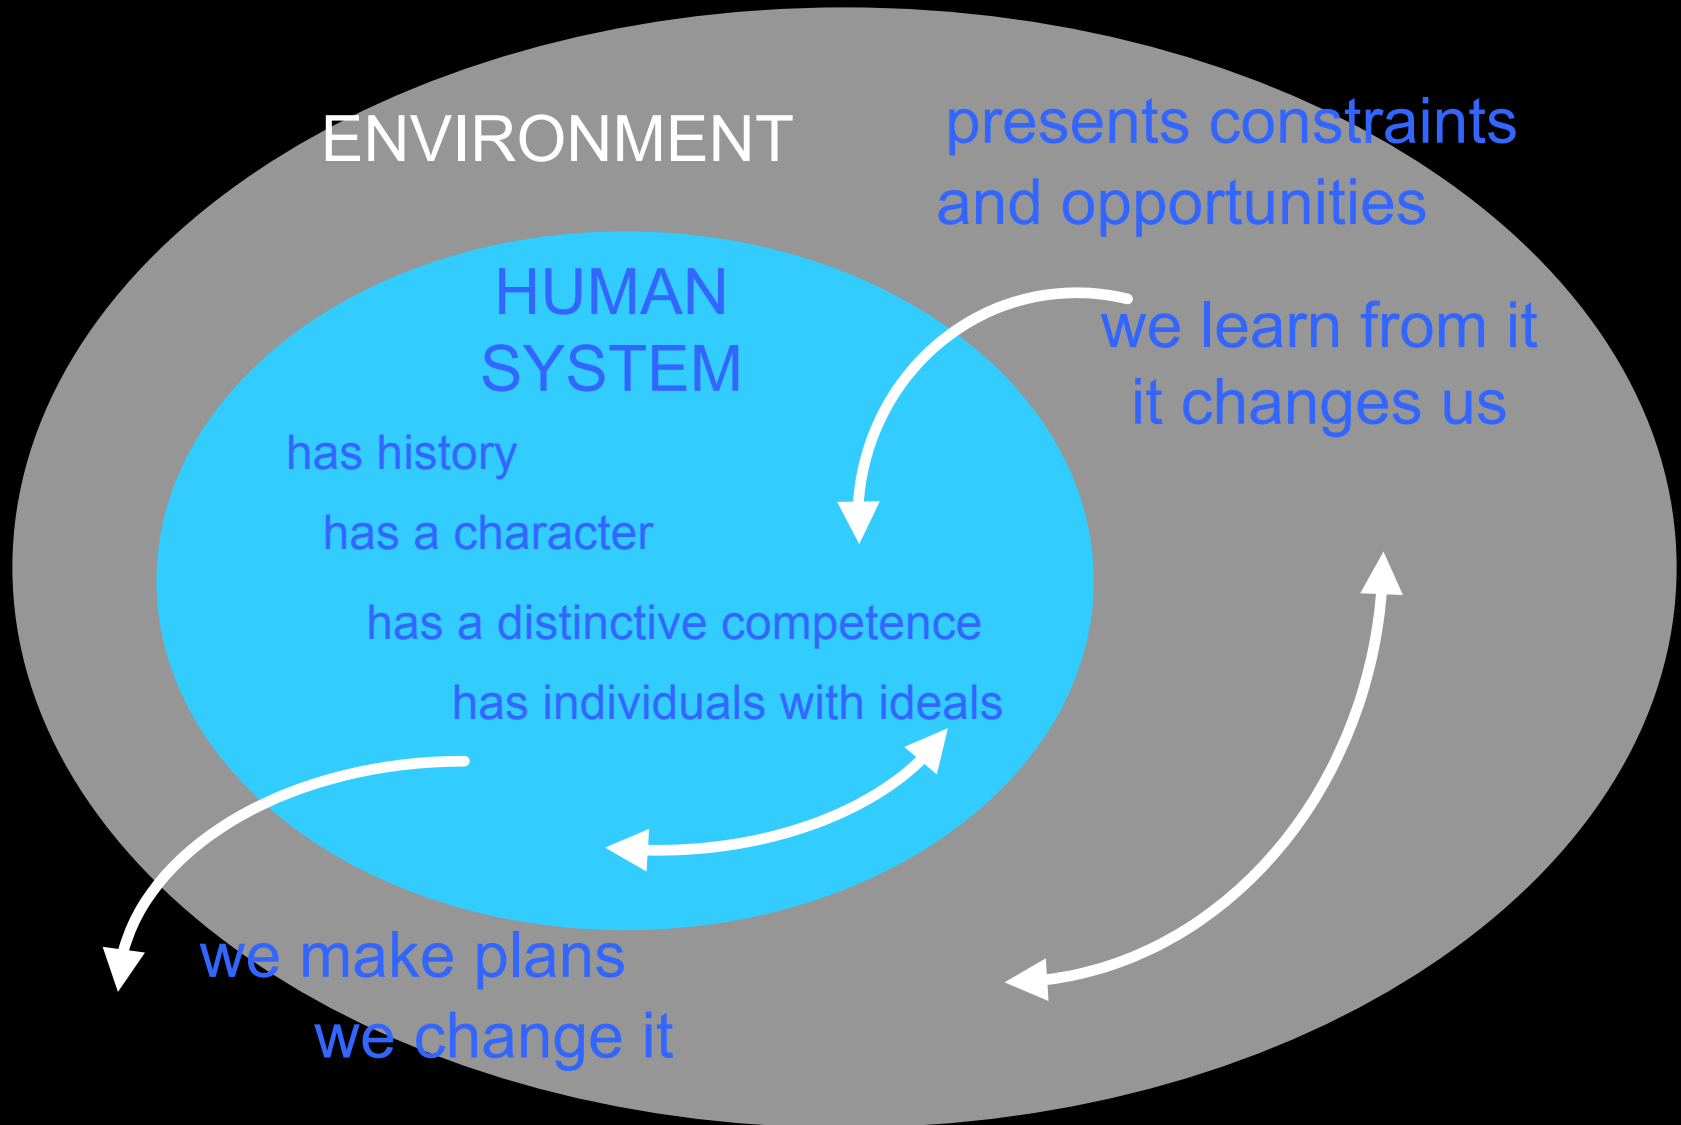 ENVIRONMENT
presents constraints
and opportunities
HUMAN
SYSTEM
we learn from it
it changes us
has history
has a character
has a distinctive competence
has individuals with ideals
we make plans
we change it